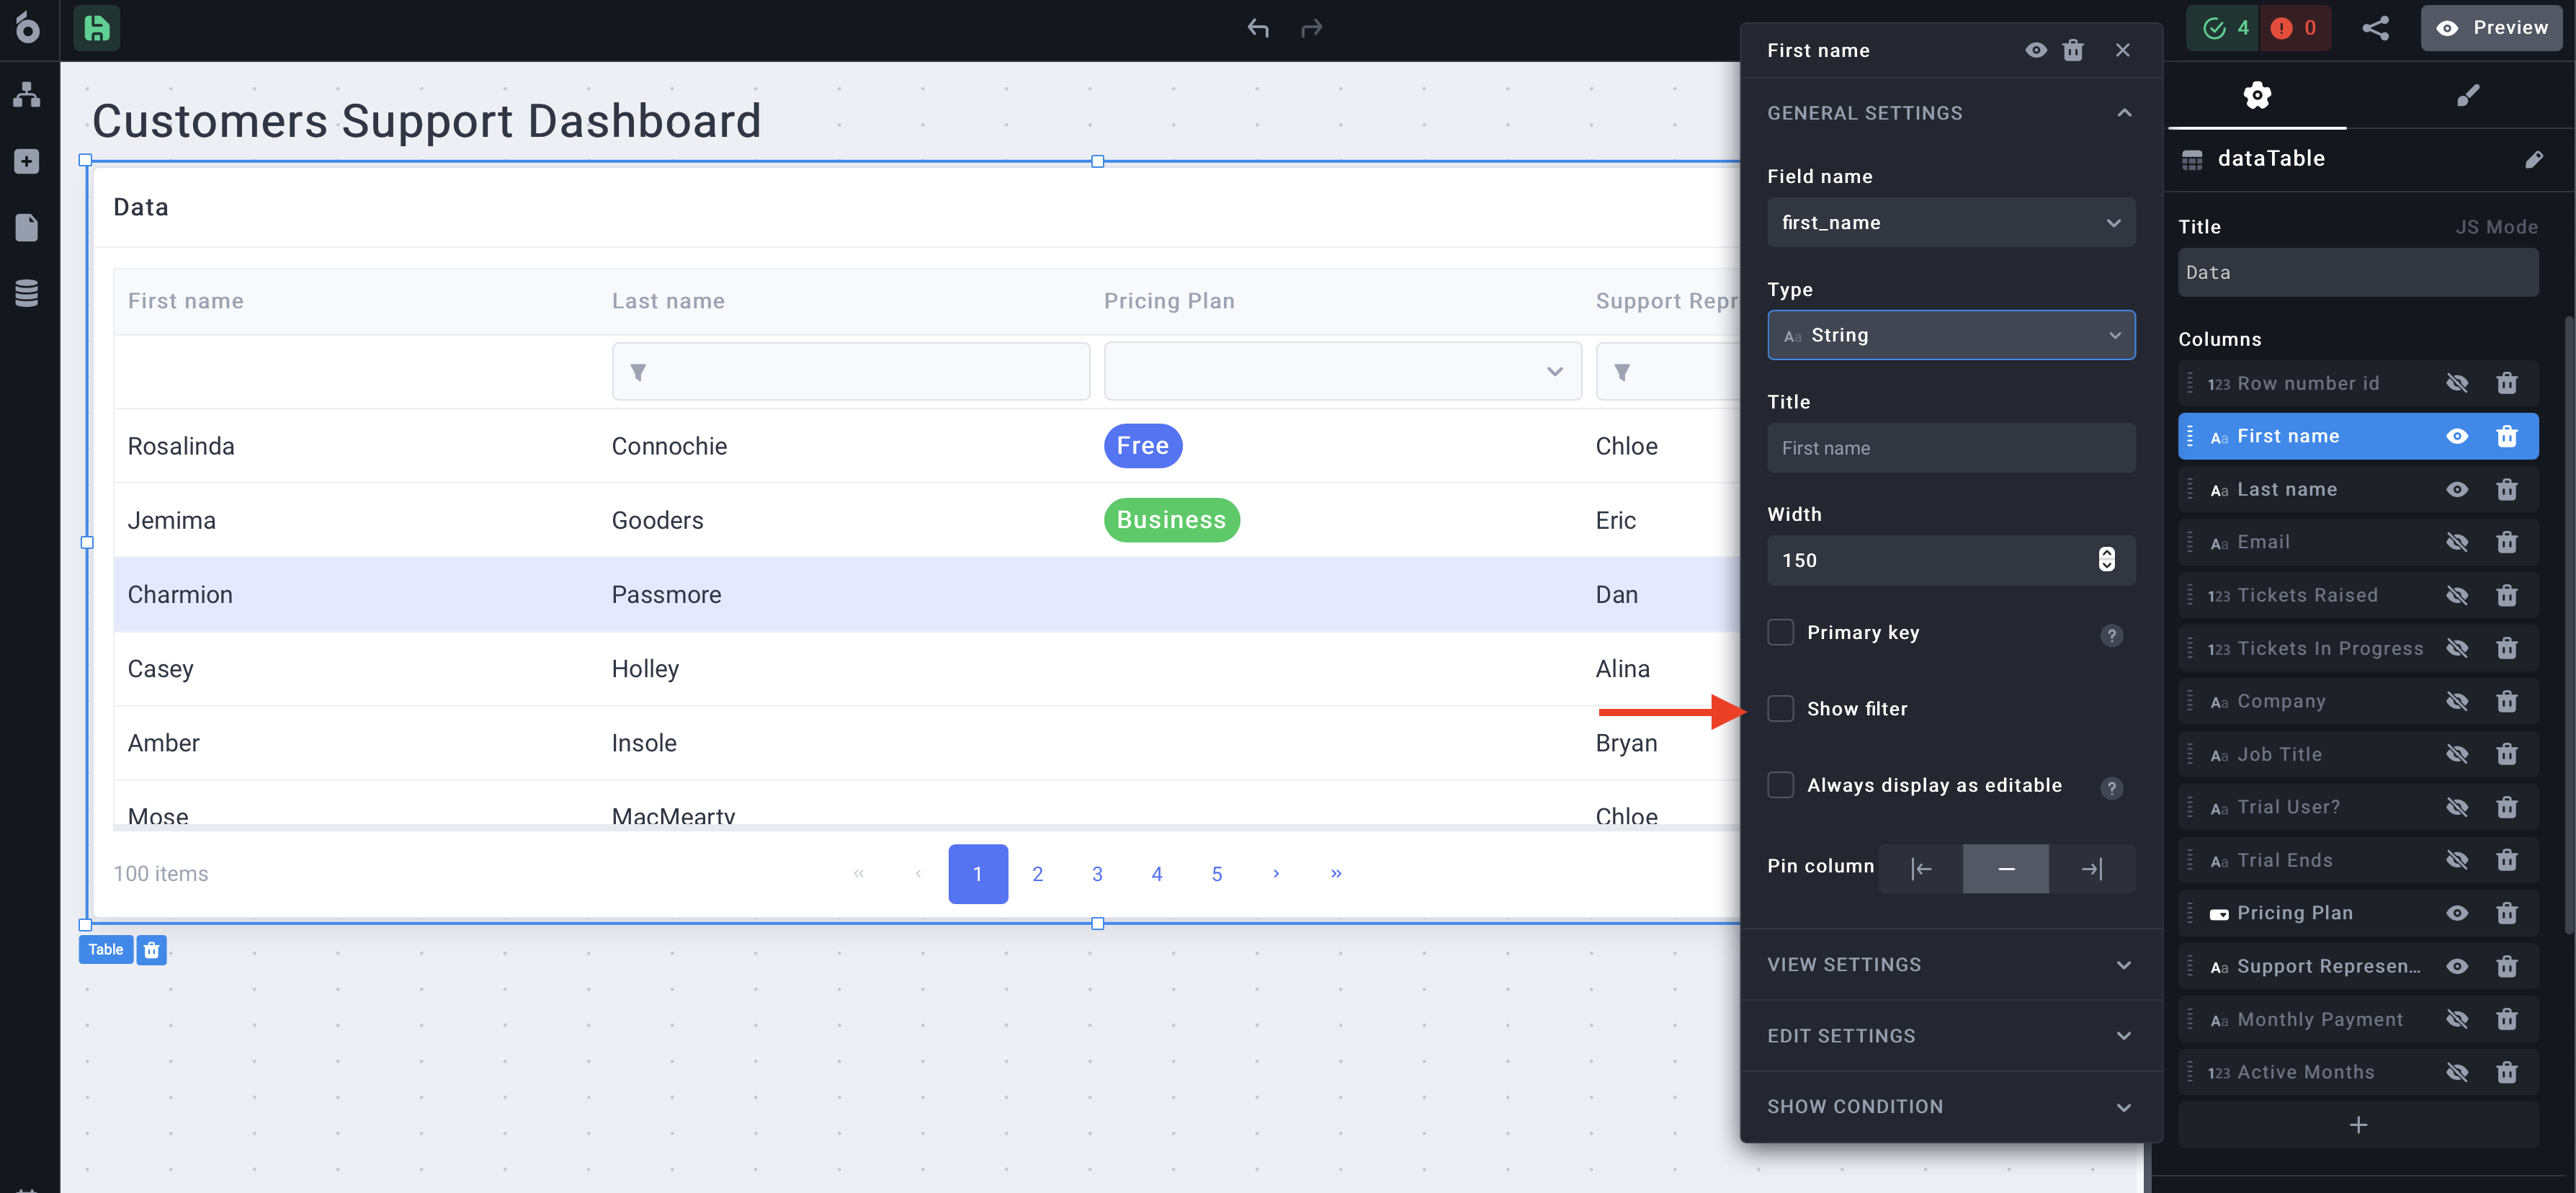 4
0
Preview
Customers Support Dashboard
Data
First name
Last name
Pricing Plan
Support Repr
Rosalinda
Connochie
Free
Chloe
Jemima
Gooders
Business
Eric
Charmion
Passmore
Dan
Casey
Holley
Alina
Amber
Insole
Bryan
Mose
MacMearty
Chloe
100 items
«
‹
1
2
3
4
5
›
»
Table
First name
GENERAL SETTINGS
Field name
first_name
Type
Aa String
Title
First name
Width
150
Primary key
?
Show filter
Always display as editable
?
Pin column
VIEW SETTINGS
EDIT SETTINGS
SHOW CONDITION
dataTable
Title
JS Mode
Data
Columns
123 Row number id
Aa First name
Aa Last name
Aa Email
123 Tickets Raised
123 Tickets In Progress
Aa Company
Aa Job Title
Aa Trial User?
Aa Trial Ends
Pricing Plan
Aa Support Represen...
Aa Monthly Payment
123 Active Months